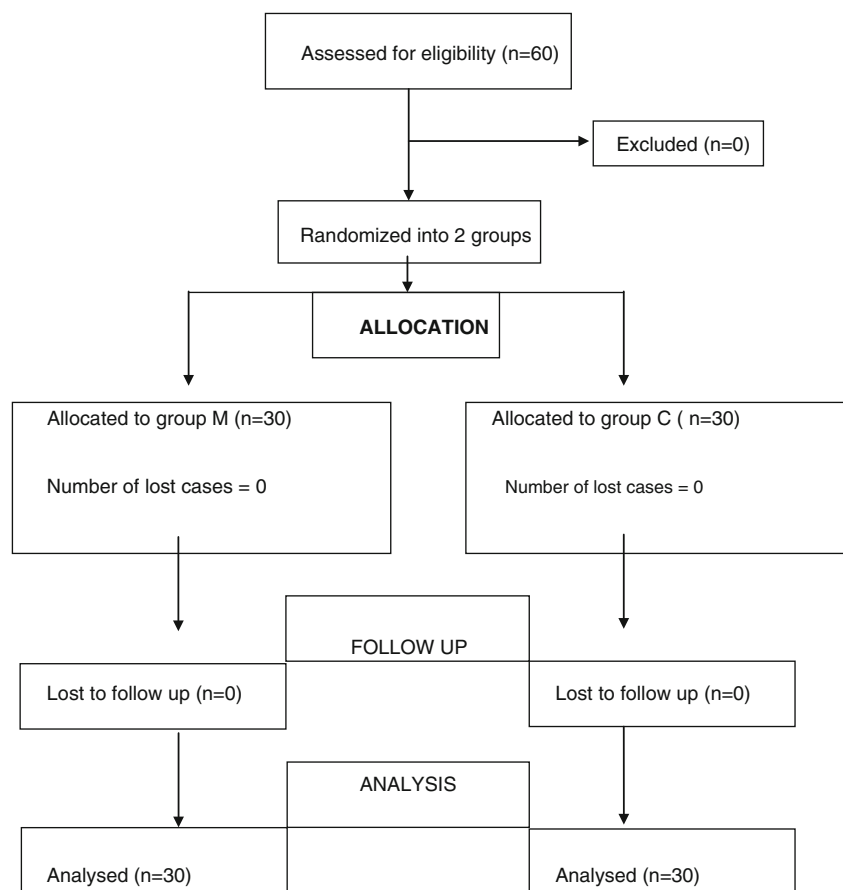 Assessed for eligibility (n=60)
Excluded (n=0)
Randomized into 2 groups
ALLOCATION
Allocated to group M (n=30)
Number of lost cases = 0
Allocated to group C ( n=30)
Number of lost cases = 0
FOLLOW UP
Lost to follow up (n=0)
Lost to follow up (n=0)
ANALYSIS
Analysed (n=30)
Analysed (n=30)